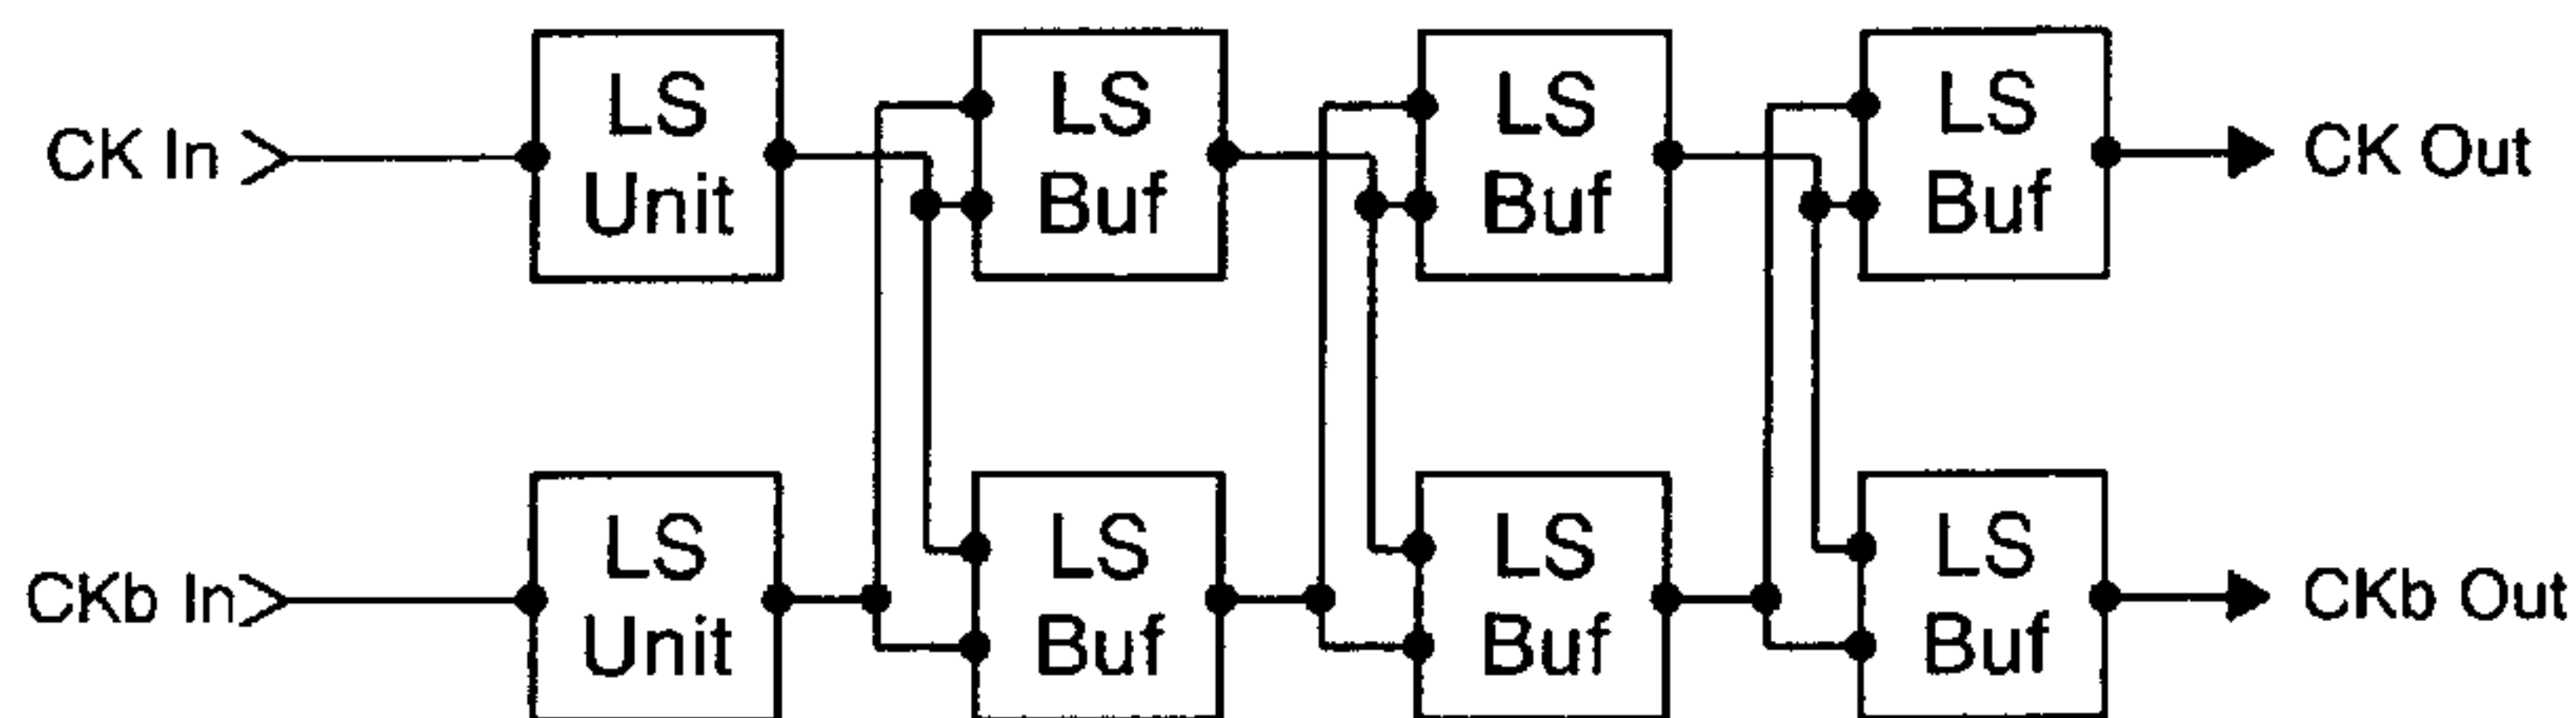 CK In
LS
Unit
LS
Buf
LS
Buf
LS
Buf
CK Out
CKb In
LS
Unit
LS
Buf
LS
Buf
LS
Buf
CKb Out